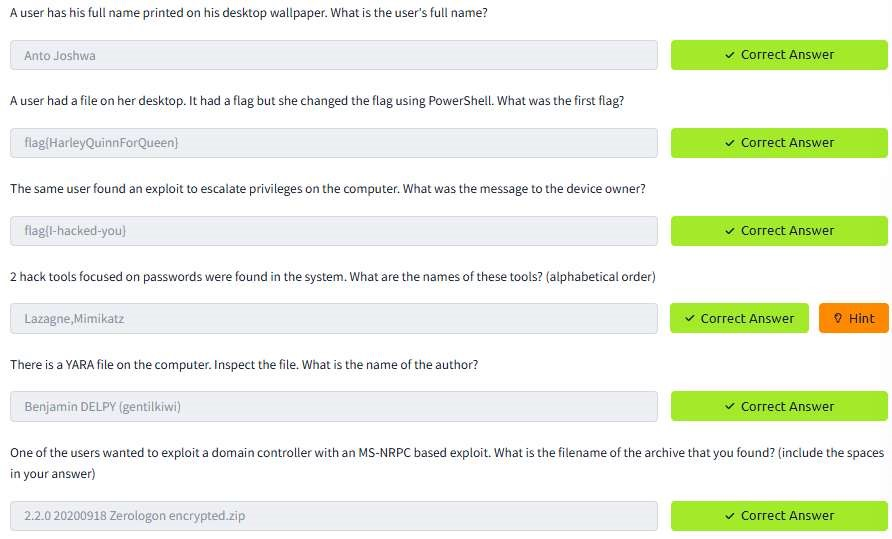 A user has his full name printed on his desktop wallpaper. What is the user's full name?
Anto Joshwa
✓ Correct Answer
A user had a file on her desktop. It had a flag but she changed the flag using PowerShell. What was the first flag?
flag{HarleyQuinnForQueen}
✓ Correct Answer
The same user found an exploit to escalate privileges on the computer. What was the message to the device owner?
flag{I-hacked-you}
✓ Correct Answer
2 hack tools focused on passwords were found in the system. What are the names of these tools? (alphabetical order)
Lazagne,Mimikatz
✓ Correct Answer
Hint
There is a YARA file on the computer. Inspect the file. What is the name of the author?
Benjamin DELPY (gentilkiwi)
✓ Correct Answer
One of the users wanted to exploit a domain controller with an MS-NRPC based exploit. What is the filename of the archive that you found? (include the spaces
in your answer)
2.2.0 20200918 Zerologon encrypted.zip
✓ Correct Answer